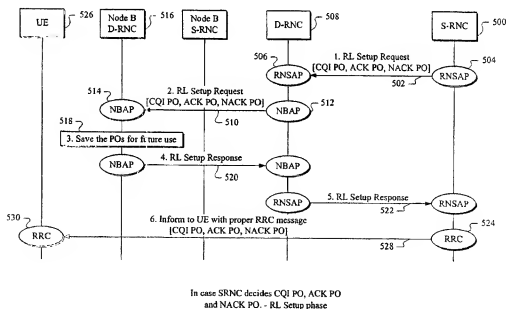 UE
526
Node B
D-RNC
516
Node B
S-RNC
D-RNC
508
S-RNC
500
506
RNSAP
1. RL Setup Request
[CQI PO, ACK PO, NACK PO]
502
RNSAP
504
514
NBAP
2. RL Setup Request
[CQI PO, ACK PO, NACK PO]
510
NBAP
512
518
3. Save the POs for future use
NBAP
4. RL Setup Response
520
NBAP
RNSAP
5. RL Setup Response
522
RNSAP
530
RRC
6. Inform to UE with proper RRC message
[CQI PO, ACK PO, NACK PO]
528
RRC
524
In case SRNC decides CQI PO, ACK PO
and NACK PO. - RL Setup phase